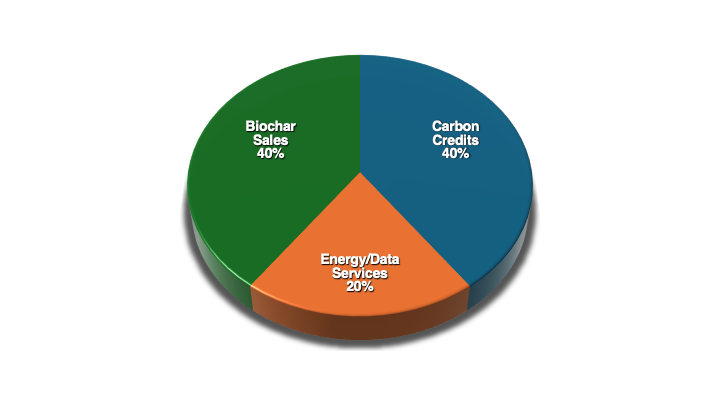 Biochar
Sales
40%
Carbon
Credits
40%
Energy/Data
Services
20%